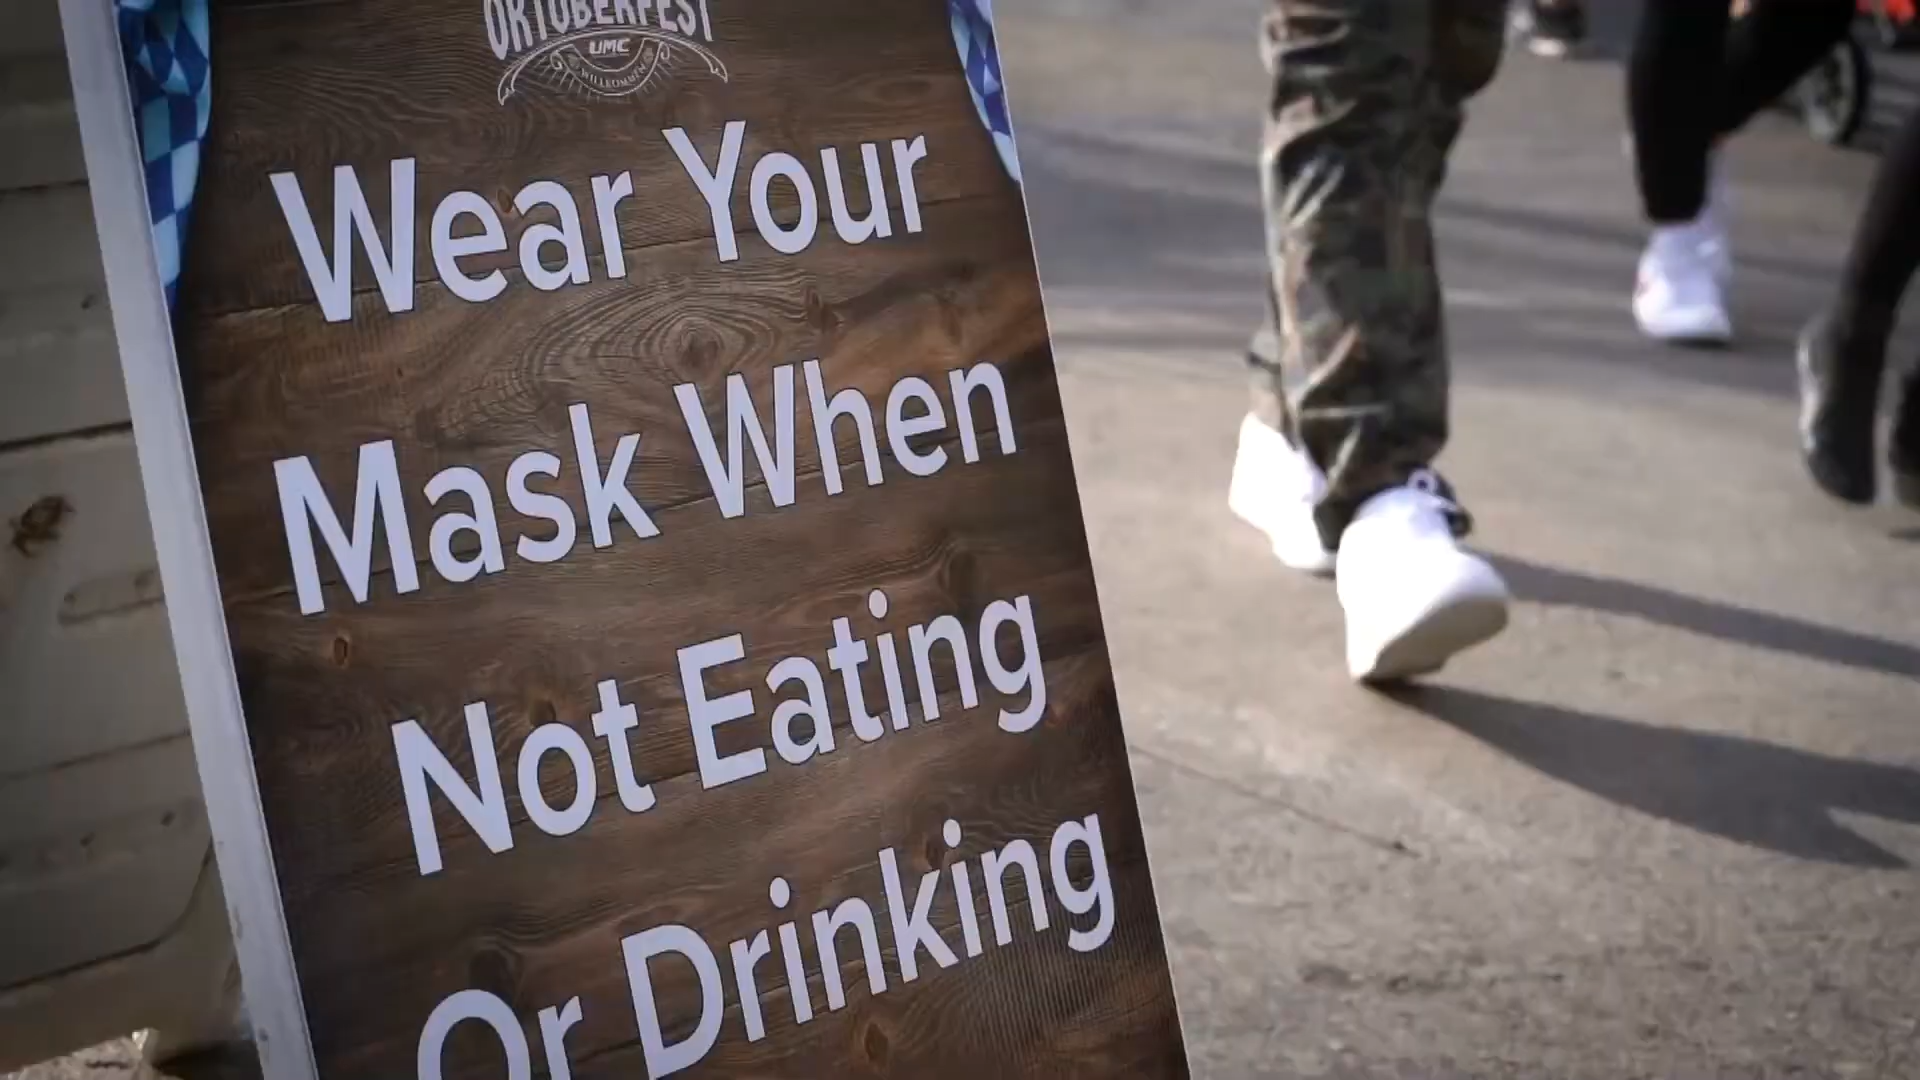 OKTOBERFEST
UMC
Wear Your
Mask When
Not Eating
Or Drinking